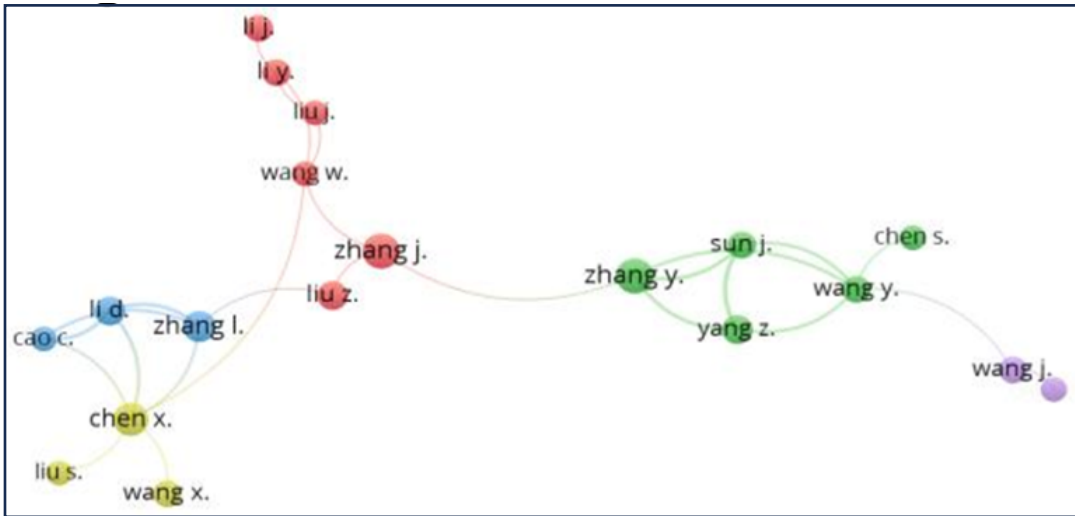 li j.
li y.
liu j.
wang w.
zhang j.
liu z.
li d.
zhang l.
cao c.
chen x.
liu s.
wang x.
sun j.
chen s.
zhang y.
wang y.
yang z.
wang j.